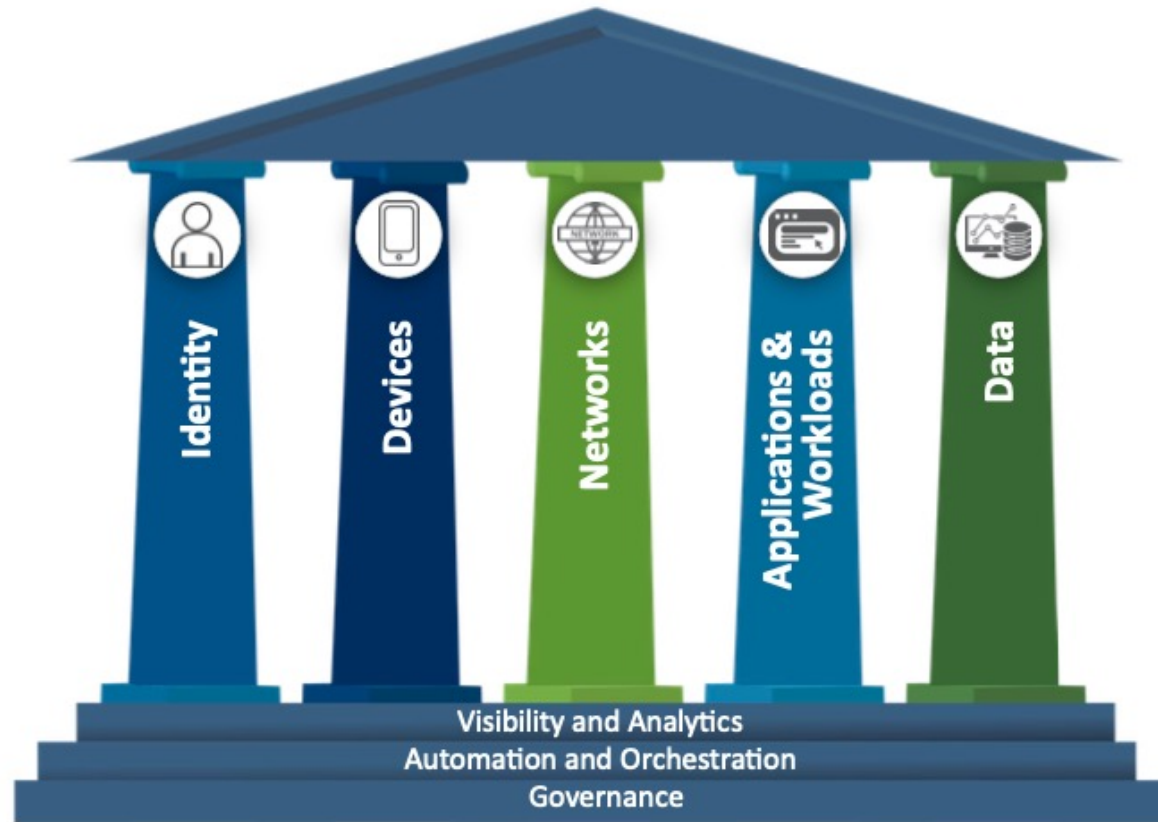 NETWORK
Identity
Devices
Networks
Applications &
Workloads
Data
Visibility and Analytics
Automation and Orchestration
Governance